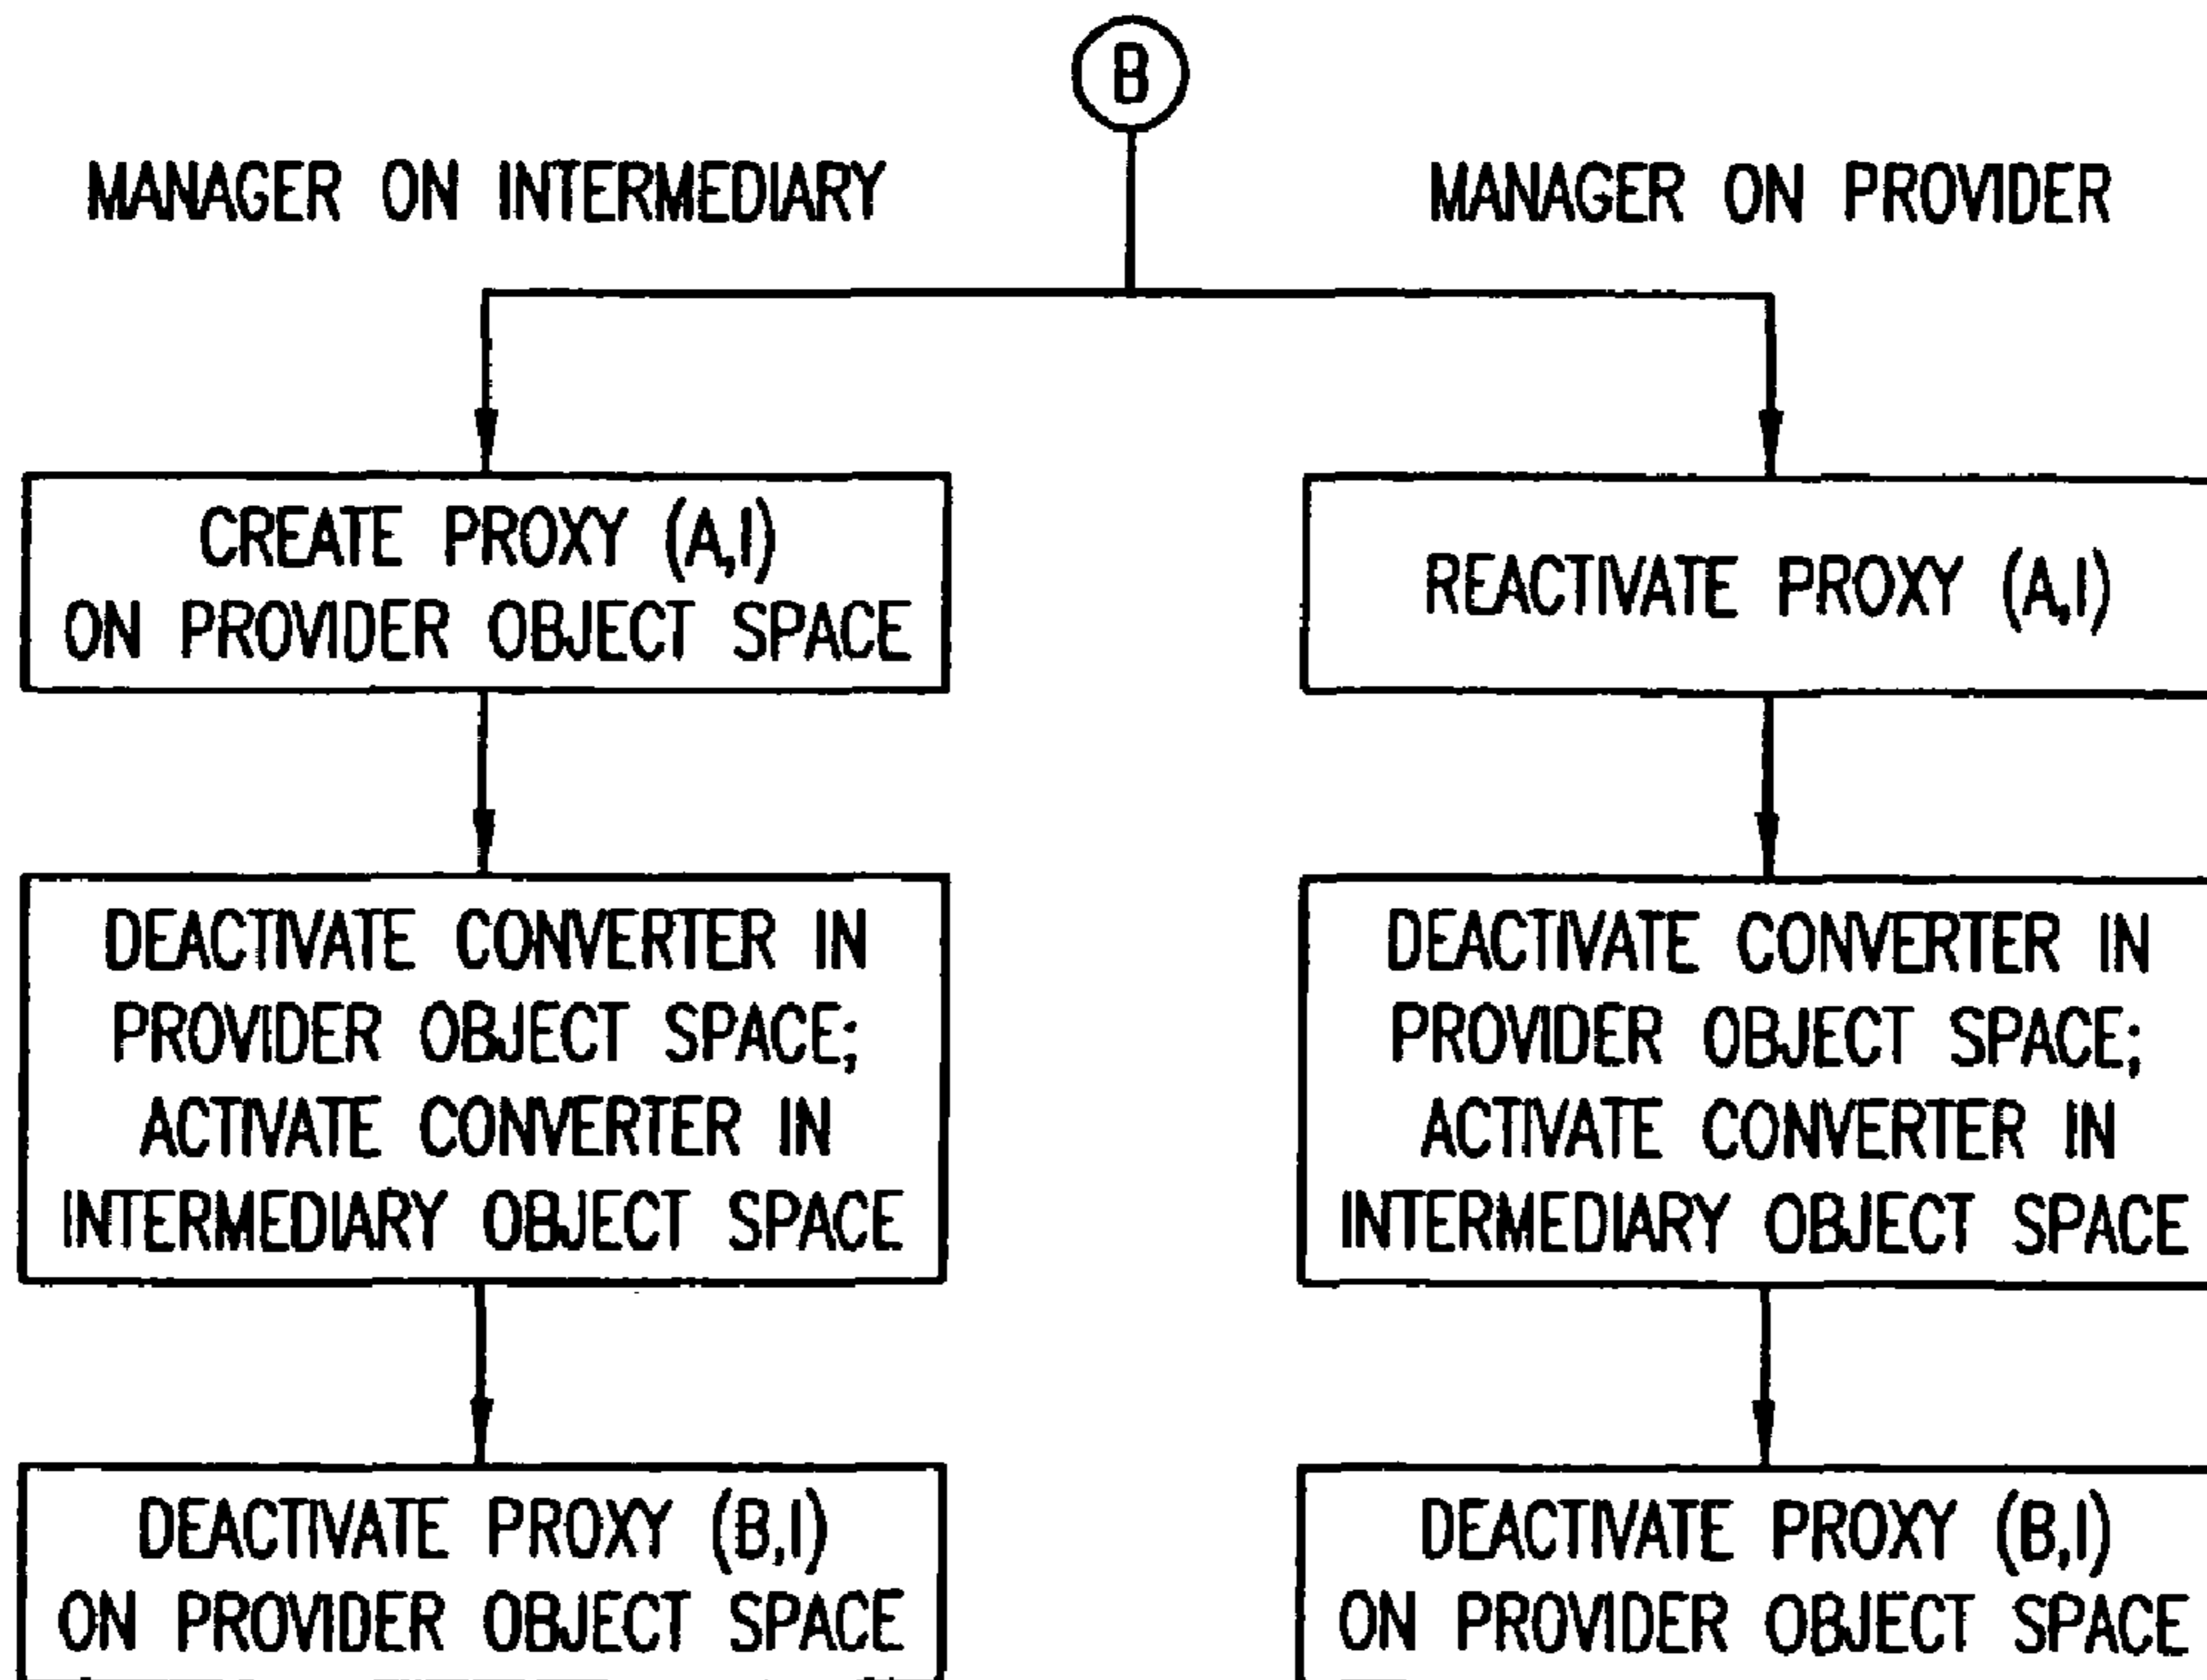 B
MANAGER ON INTERMEDIARY
MANAGER ON PROVIDER
CREATE PROXY (A,I)
ON PROVIDER OBJECT SPACE
REACTIVATE PROXY (A,I)
DEACTIVATE CONVERTER IN
PROVIDER OBJECT SPACE;
ACTIVATE CONVERTER IN
INTERMEDIARY OBJECT SPACE
DEACTIVATE CONVERTER IN
PROVIDER OBJECT SPACE;
ACTIVATE CONVERTER IN
INTERMEDIARY OBJECT SPACE
DEACTIVATE PROXY (B,I)
ON PROVIDER OBJECT SPACE
DEACTIVATE PROXY (B,I)
ON PROVIDER OBJECT SPACE